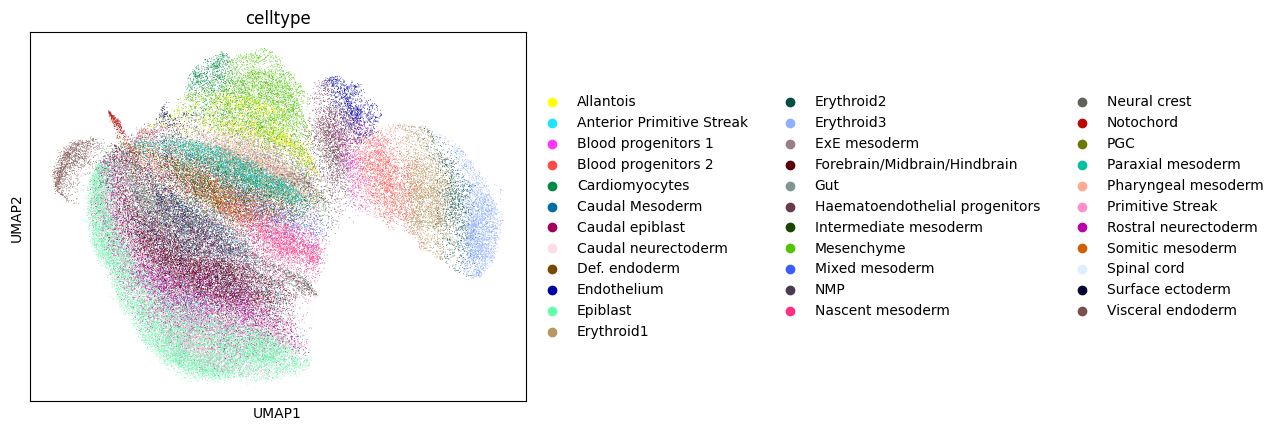 celltype
UMAP2
UMAP1
Allantois
Anterior Primitive Streak
Blood progenitors 1
Blood progenitors 2
Cardiomyocytes
Caudal Mesoderm
Caudal epiblast
Caudal neurectoderm
Def. endoderm
Endothelium
Epiblast
Erythroid1
Erythroid2
Erythroid3
ExE mesoderm
Forebrain/Midbrain/Hindbrain
Gut
Haematoendothelial progenitors
Intermediate mesoderm
Mesenchyme
Mixed mesoderm
NMP
Nascent mesoderm
Neural crest
Notochord
PGC
Paraxial mesoderm
Pharyngeal mesoderm
Primitive Streak
Rostral neurectoderm
Somitic mesoderm
Spinal cord
Surface ectoderm
Visceral endoderm